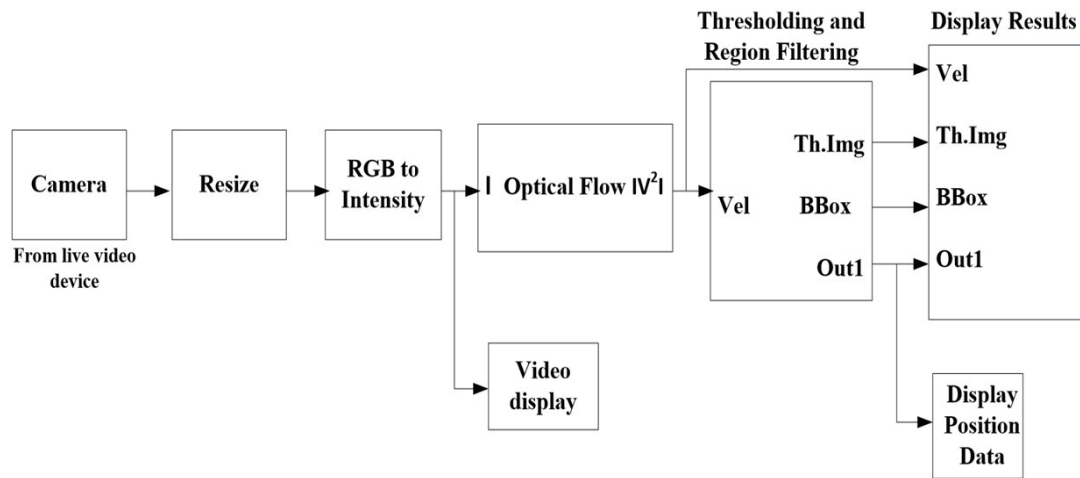 Thresholding and
Region Filtering
Display Results
Camera
From live video
device
Resize
RGB to
Intensity
I Optical Flow IV²I
Vel
Th.Img
BBox
Out1
Vel
Th.Img
BBox
Out1
Video
display
Display
Position
Data